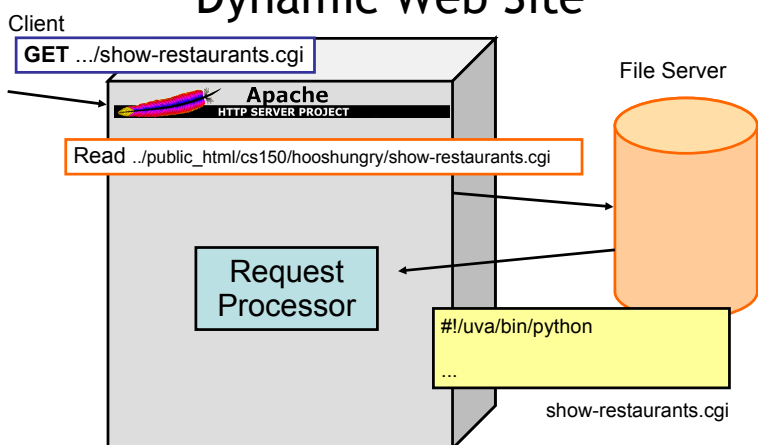 Dynamic Web Site
Client
GET .../show-restaurants.cgi
File Server
Apache
HTTP SERVER PROJECT
Read ../public_html/cs150/hooshungry/show-restaurants.cgi
Request
Processor
#!/uva/bin/python
...
show-restaurants.cgi